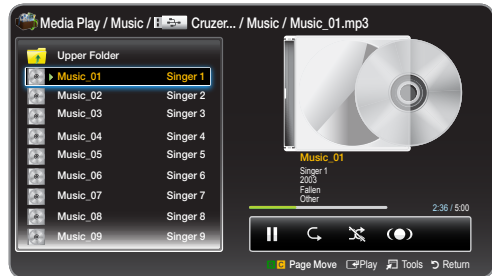 Media Play / Music / Cruzer... / Music / Music_01.mp3
Upper Folder
Music_01 Singer 1
Music_02 Singer 2
Music_03 Singer 3
Music_04 Singer 4
Music_05 Singer 5
Music_06 Singer 6
Music_07 Singer 7
Music_08 Singer 8
Music_09 Singer 9
Music_01
Singer 1
2003
Fallen
Other
2:36 / 5:00
C Page Move Play Tools Return